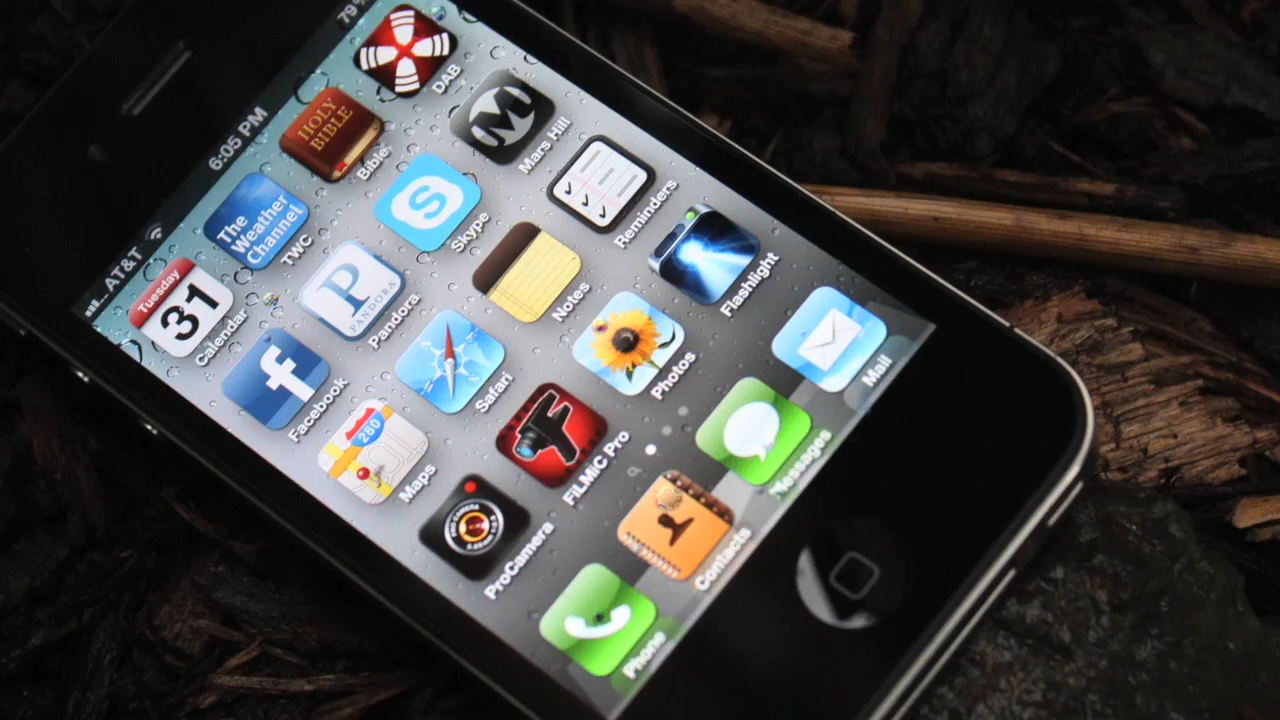 AT&T
6:05 PM
79%
Tuesday
31
Calendar
The
Weather
Channel
TWC
HOLY
BIBLE
Bible
DAB
Facebook
P
PANDORA
Pandora
Skype
M
Mars Hill
280
Maps
Safari
Notes
Reminders
ProCamera
FiLMiC Pro
Photos
Flashlight
Phone
Contacts
Messages
Mail